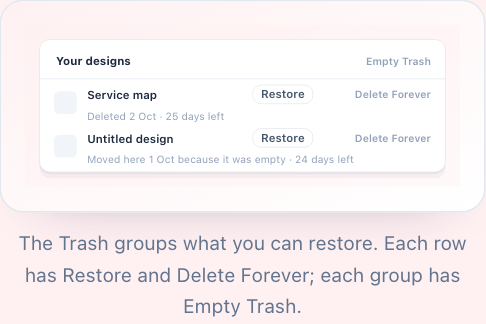 Your designs Empty Trash
Service map Restore Delete Forever
Deleted 2 Oct · 25 days left
Untitled design Restore Delete Forever
Moved here 1 Oct because it was empty · 24 days left
The Trash groups what you can restore. Each row
has Restore and Delete Forever; each group has
Empty Trash.